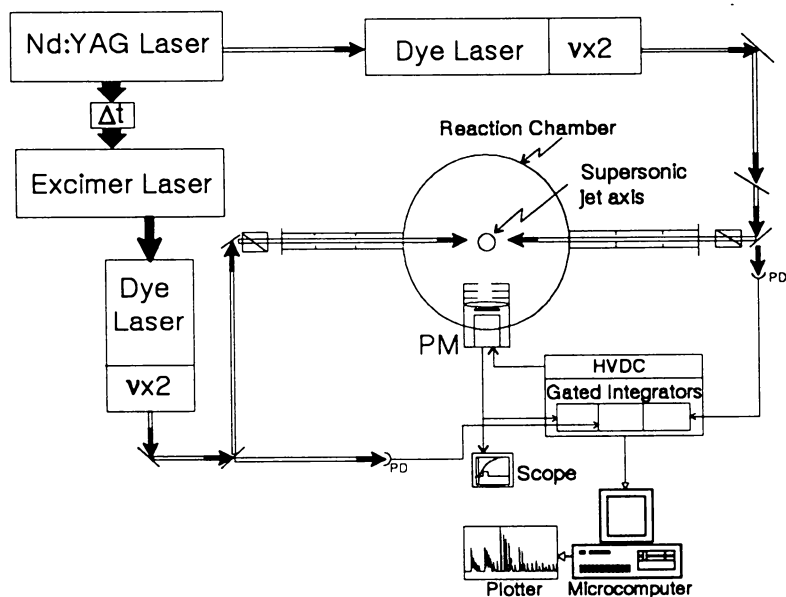 Nd:YAG Laser
Dye Laser
νx2
Δt
Reaction Chamber
Excimer Laser
Supersonic
jet axis
Dye
Laser
νx2
PD
PM
HVDC
Gated Integrators
PD
Scope
Plotter
Microcomputer